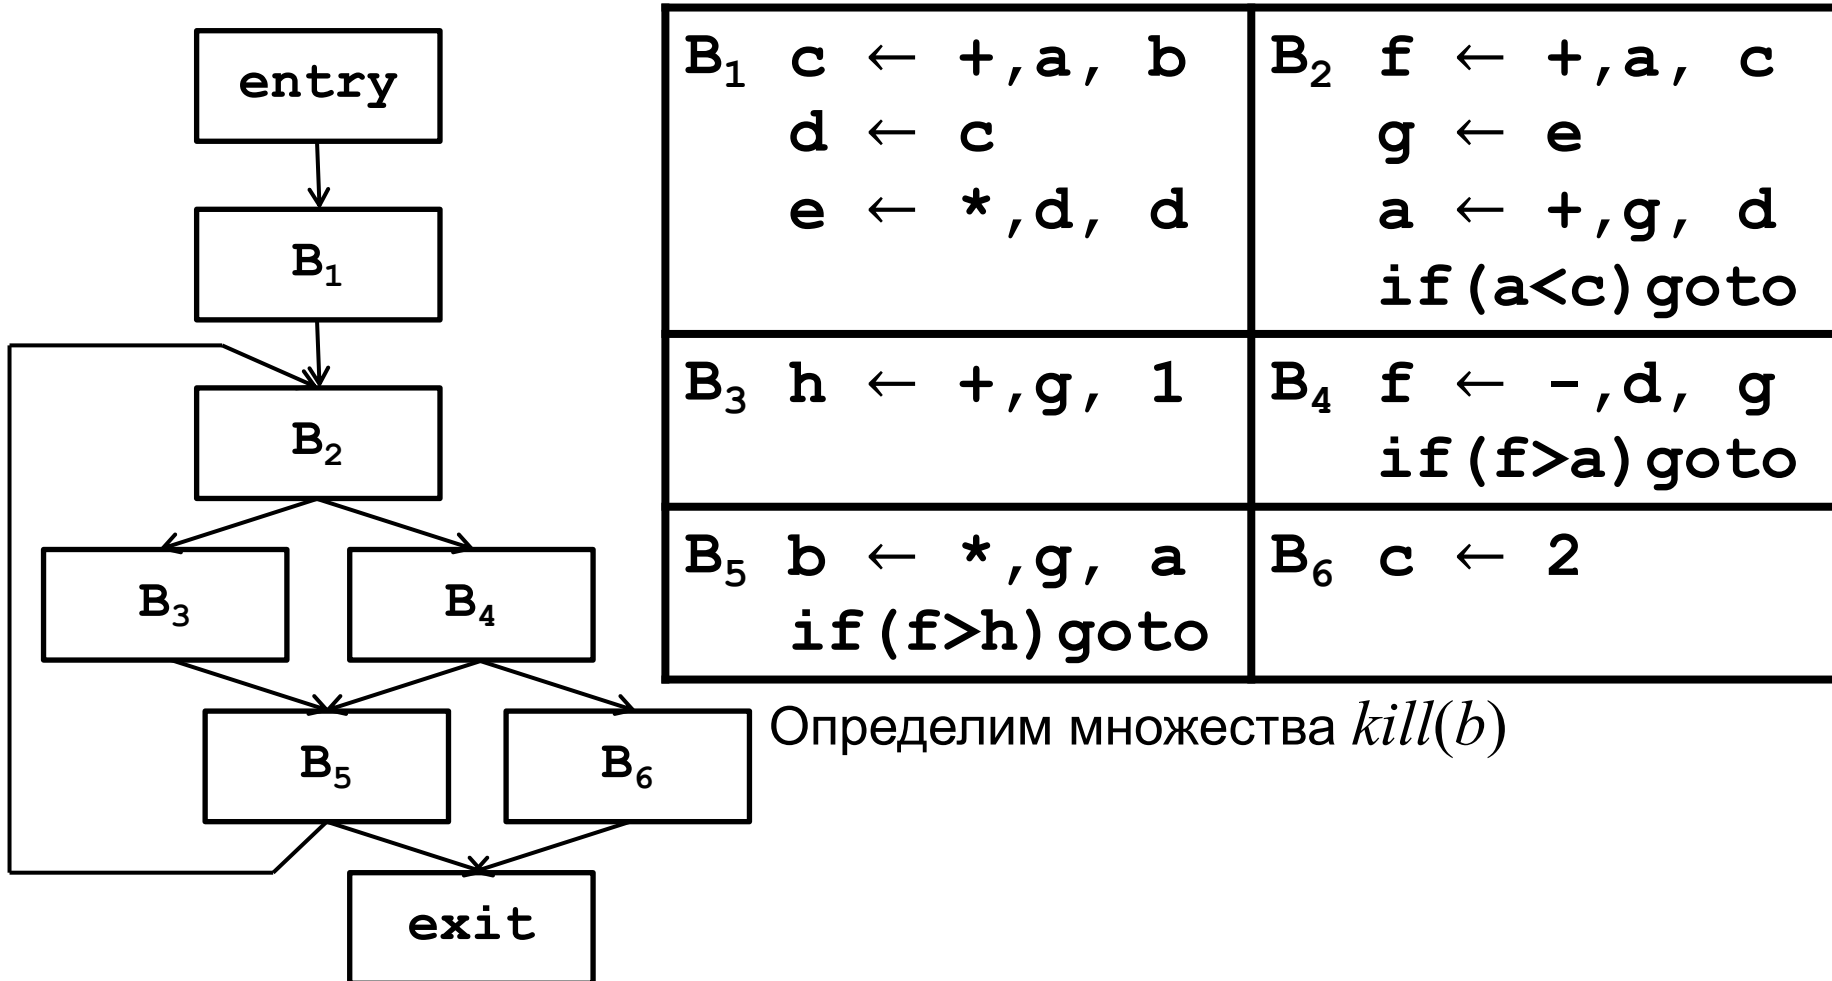 entry
B₁
B₂
B₃
B₄
B₅
B₆
exit
B₁ c ← +,a, b
d ← c
e ← *,d, d
B₂ f ← +,a, c
g ← e
a ← +,g, d
if(a<c)goto
B₃ h ← +,g, 1
B₄ f ← -,d, g
if(f>a)goto
B₅ b ← *,g, a
if(f>h)goto
B₆ c ← 2
Определим множества kill(b)